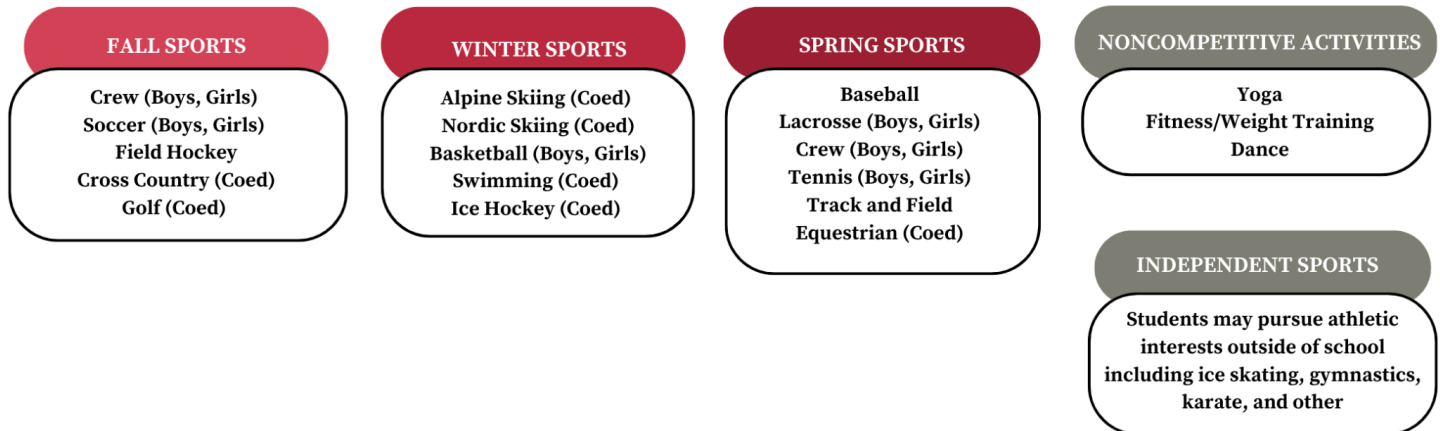 FALL SPORTS
Crew (Boys, Girls)
Soccer (Boys, Girls)
Field Hockey
Cross Country (Coed)
Golf (Coed)
WINTER SPORTS
Alpine Skiing (Coed)
Nordic Skiing (Coed)
Basketball (Boys, Girls)
Swimming (Coed)
Ice Hockey (Coed)
SPRING SPORTS
Baseball
Lacrosse (Boys, Girls)
Crew (Boys, Girls)
Tennis (Boys, Girls)
Track and Field
Equestrian (Coed)
NONCOMPETITIVE ACTIVITIES
Yoga
Fitness/Weight Training
Dance
INDEPENDENT SPORTS
Students may pursue athletic
interests outside of school
including ice skating, gymnastics,
karate, and other